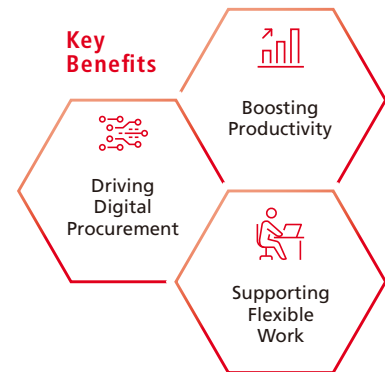 Key
Benefits
Boosting
Productivity
Driving
Digital
Procurement
Supporting
Flexible
Work